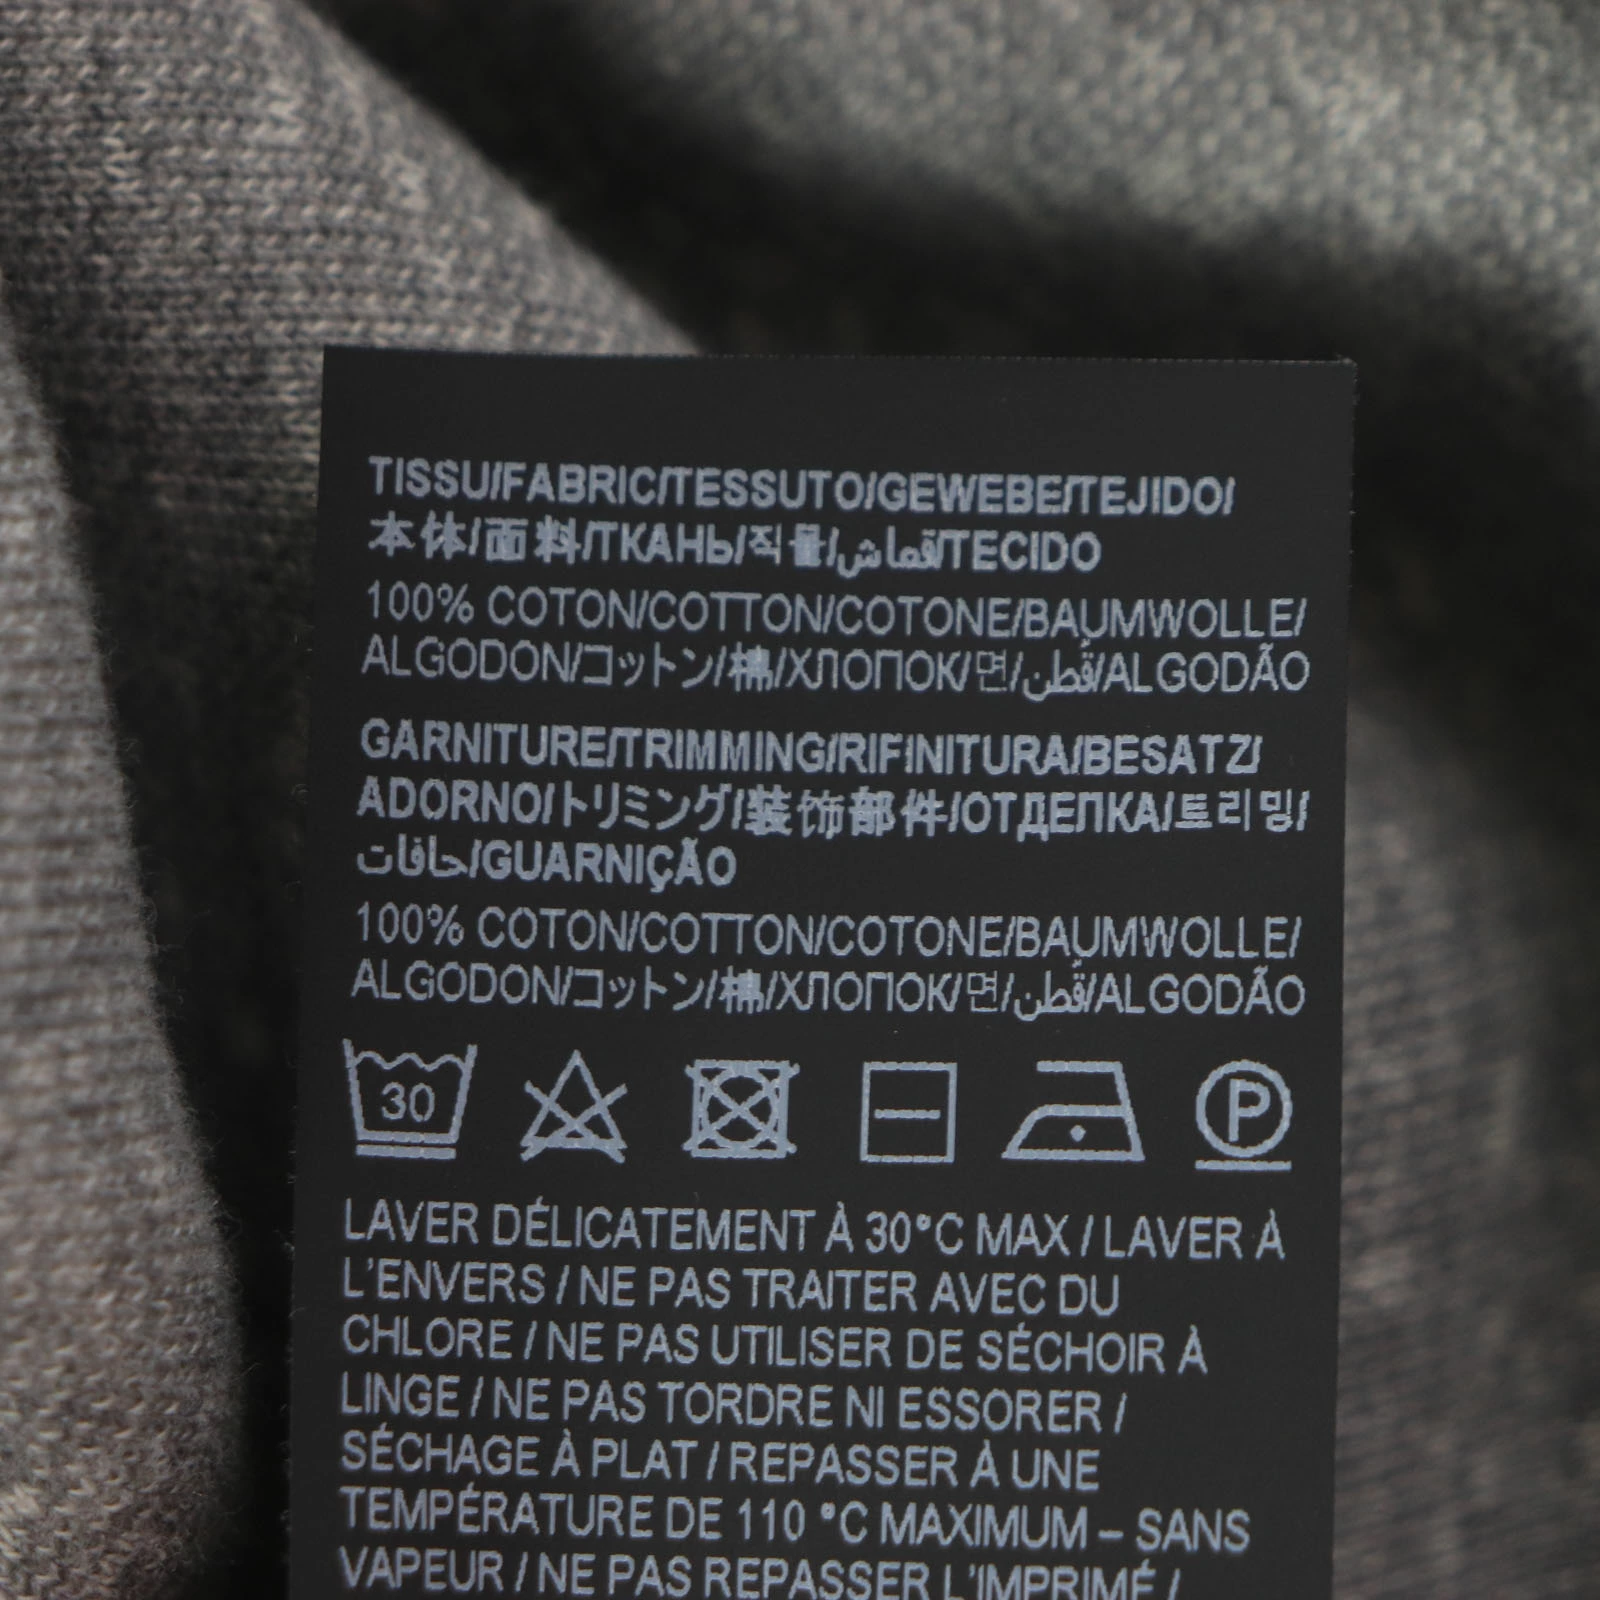 TISSU/FABRIC/TESSUTO/GEWEBE/TEJIDO/
本体/面料/ТКАНЬ/직물/قماش/TECIDO
100% COTON/COTTON/COTONE/BAUMWOLLE/
ALGODON/コットン/棉/ХЛОПОК/면/قُطن/ALGODÃO
GARNITURE/TRIMMING/RIFINITURA/BESATZ/
ADORNO/トリミング/装饰部件/ОТДЕПКА/트리밍/
حافات/GUARNIÇÃO
100% COTON/COTTON/COTONE/BAUMWOLLE/
ALGODON/コットン/棉/ХЛОПОК/면/قُطن/ALGODÃO
30
P
LAVER DÉLICATEMENT À 30°C MAX / LAVER À
L'ENVERS / NE PAS TRAITER AVEC DU
CHLORE / NE PAS UTILISER DE SÉCHOIR À
LINGE / NE PAS TORDRE NI ESSORER /
SÉCHAGE À PLAT / REPASSER À UNE
TEMPÉRATURE DE 110 °C MAXIMUM – SANS
VAPEUR / NE PAS REPASSER L'IMPRIMÉ /